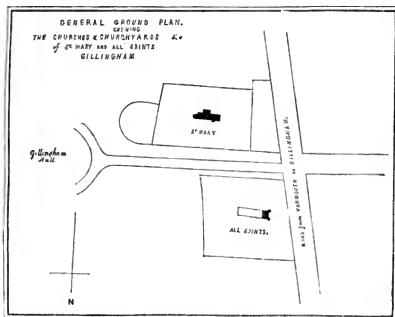 GENERAL GROUND PLAN.
SHEWING
THE CHURCHES & CHURCHYARDS &c
of St MARY AND ALL SAINTS
GILLINGHAM
St MARY
Gillingham
Hall
ROAD from YARMOUTH to GILLINGHAM.
ALL SAINTS.
N